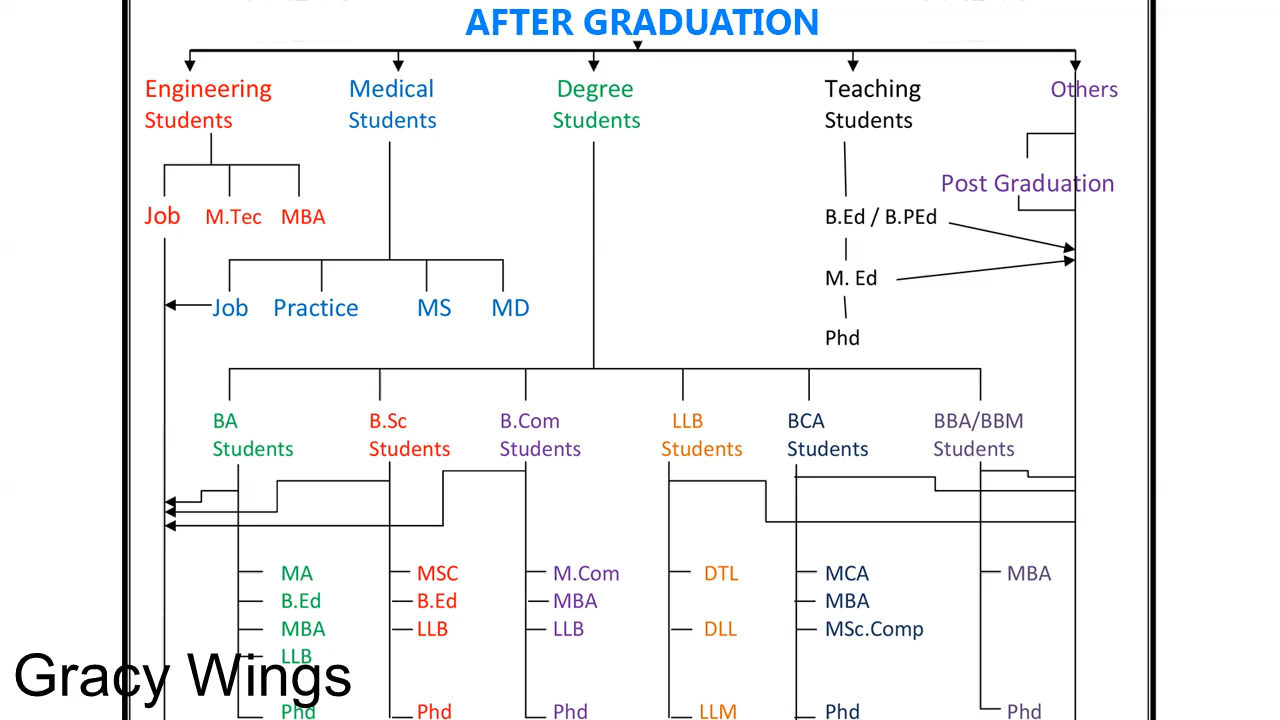 AFTER GRADUATION
Engineering Students
Medical Students
Degree Students
Teaching Students
Others
Post Graduation
Job M.Tec MBA
B.Ed / B.PEd
M. Ed
Job Practice MS MD
Phd
BA Students
B.Sc Students
B.Com Students
LLB Students
BCA Students
BBA/BBM Students
MA MSC M.Com DTL MCA MBA
B.Ed B.Ed MBA MBA
MBA LLB LLB DLL MSc.Comp
LLB
Gracy Wings
Phd Phd Phd LLM Phd Phd